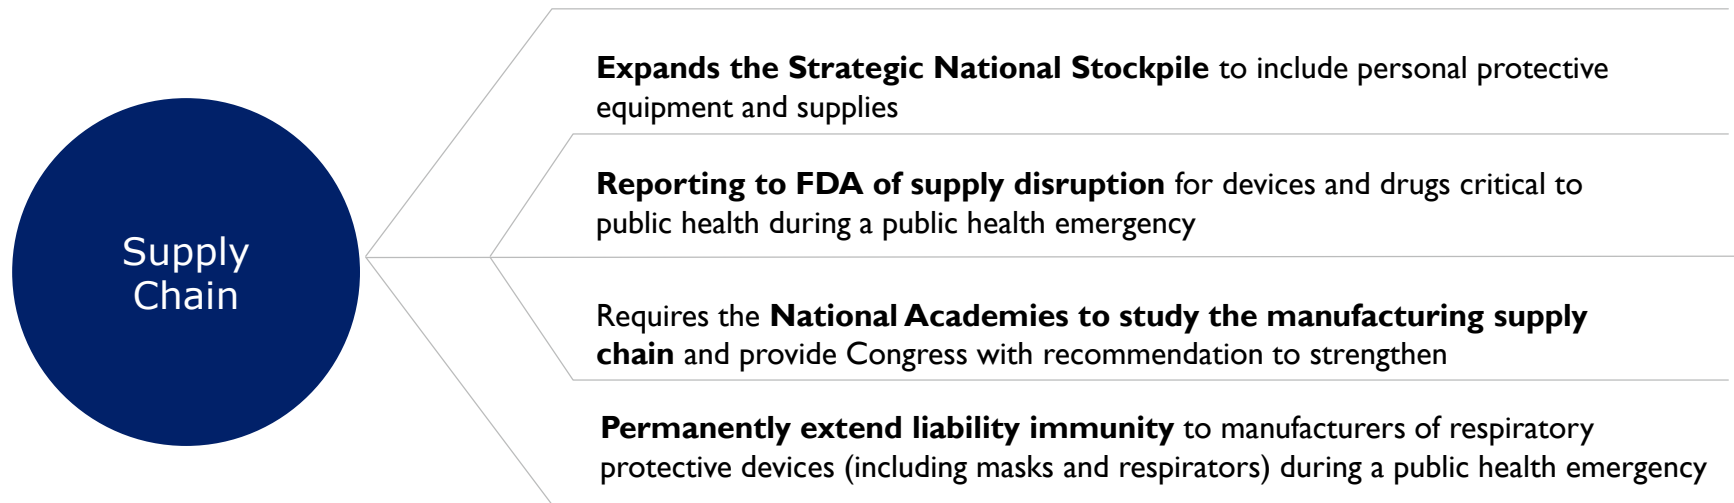 Supply
Chain
Expands the Strategic National Stockpile to include personal protective
equipment and supplies
Reporting to FDA of supply disruption for devices and drugs critical to
public health during a public health emergency
Requires the National Academies to study the manufacturing supply
chain and provide Congress with recommendation to strengthen
Permanently extend liability immunity to manufacturers of respiratory
protective devices (including masks and respirators) during a public health emergency